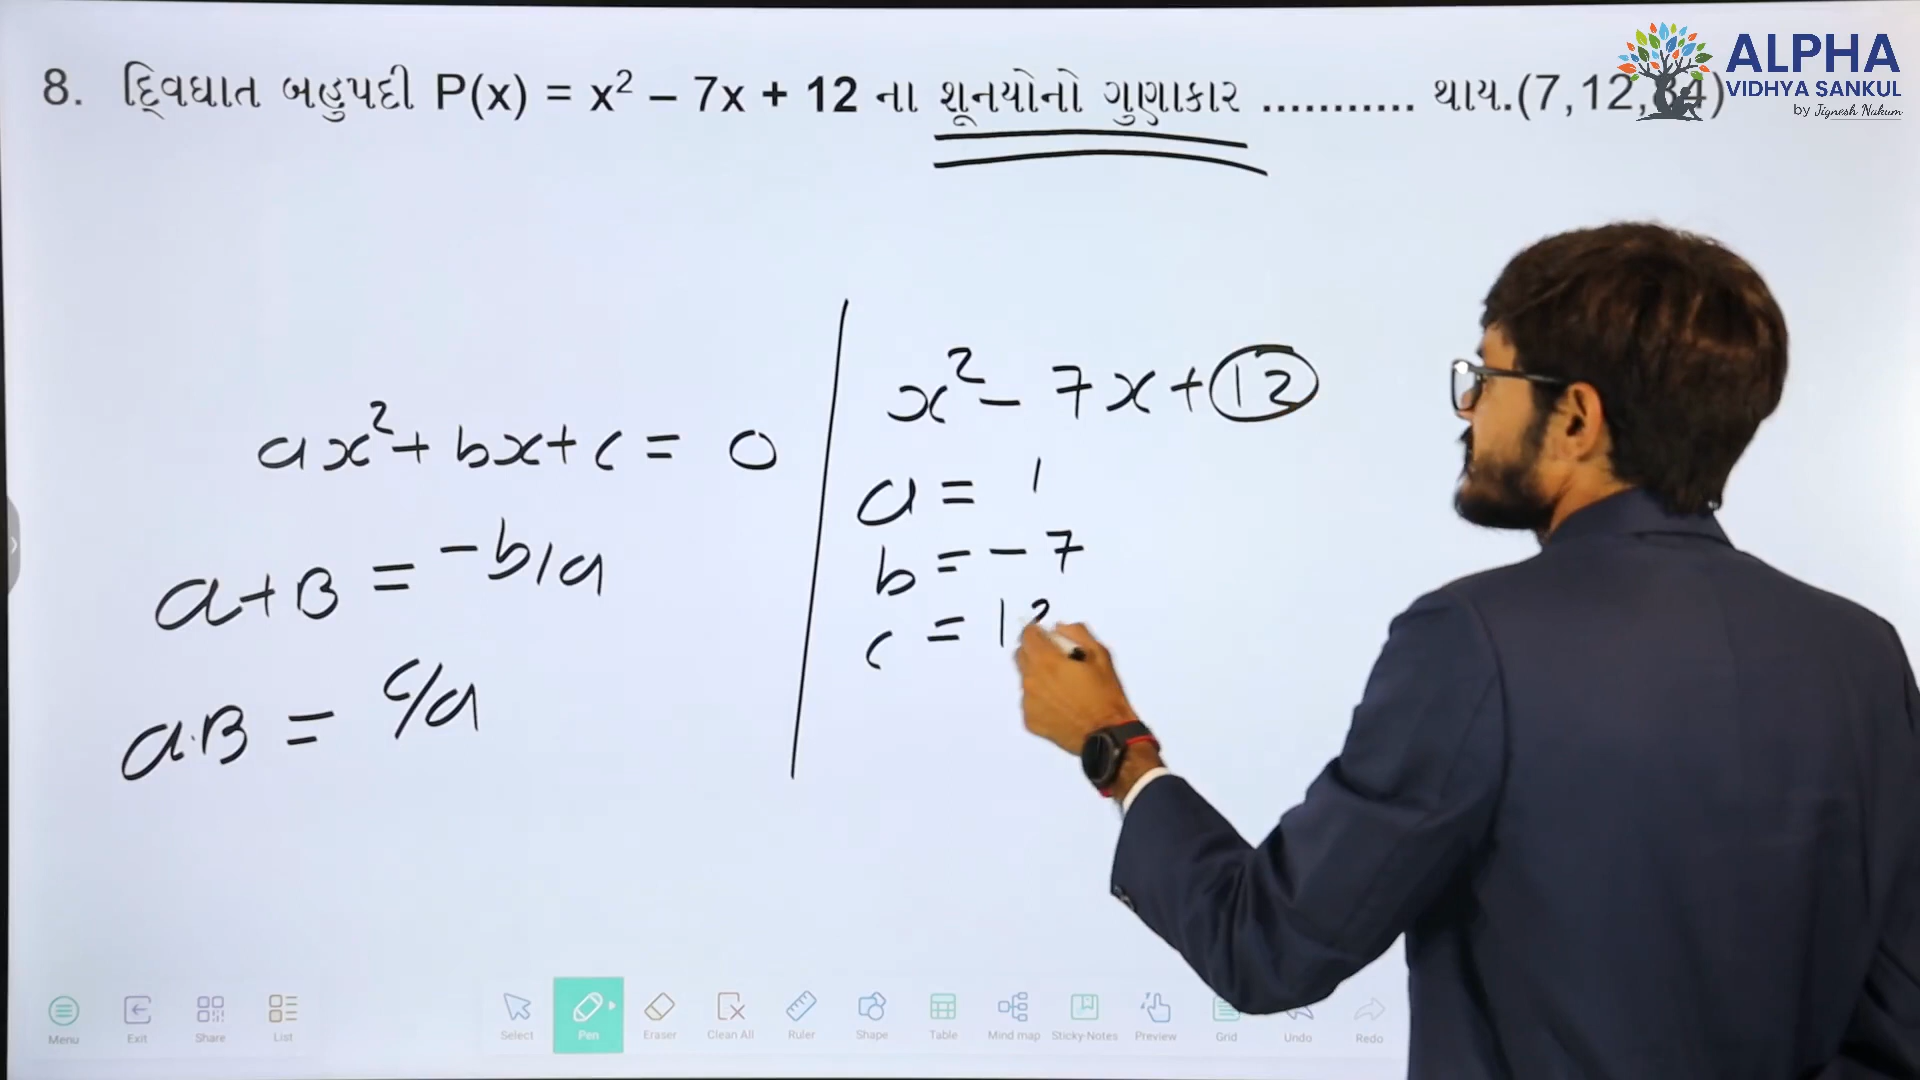 8. દ્વિઘાત બહુપદી P(x) = x² – 7x + 12 ના શૂનયોનો ગુણાકાર ........... થાય.(7,12,84)
ALPHA
VIDHYA SANKUL
by Jignesh Nakum
ax² + bx + c = 0
a+B = -b/a
a.B = c/a
x² - 7x + 12
a = 1
b = - 7
c = 12
Menu Exit Share List Select Pen Eraser Clean All Ruler Shape Table Mind map Sticky Notes Preview Grid Undo Redo